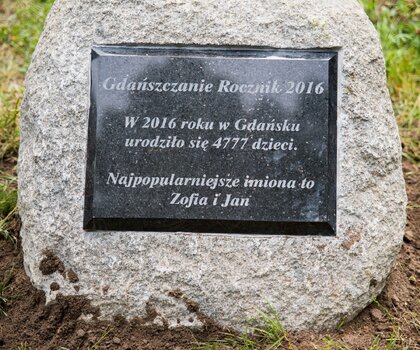 Gdańszczanie Rocznik 2016
W 2016 roku w Gdańsku
urodziło się 4777 dzieci.
Najpopularniejsze imiona to
Zofia i Jan